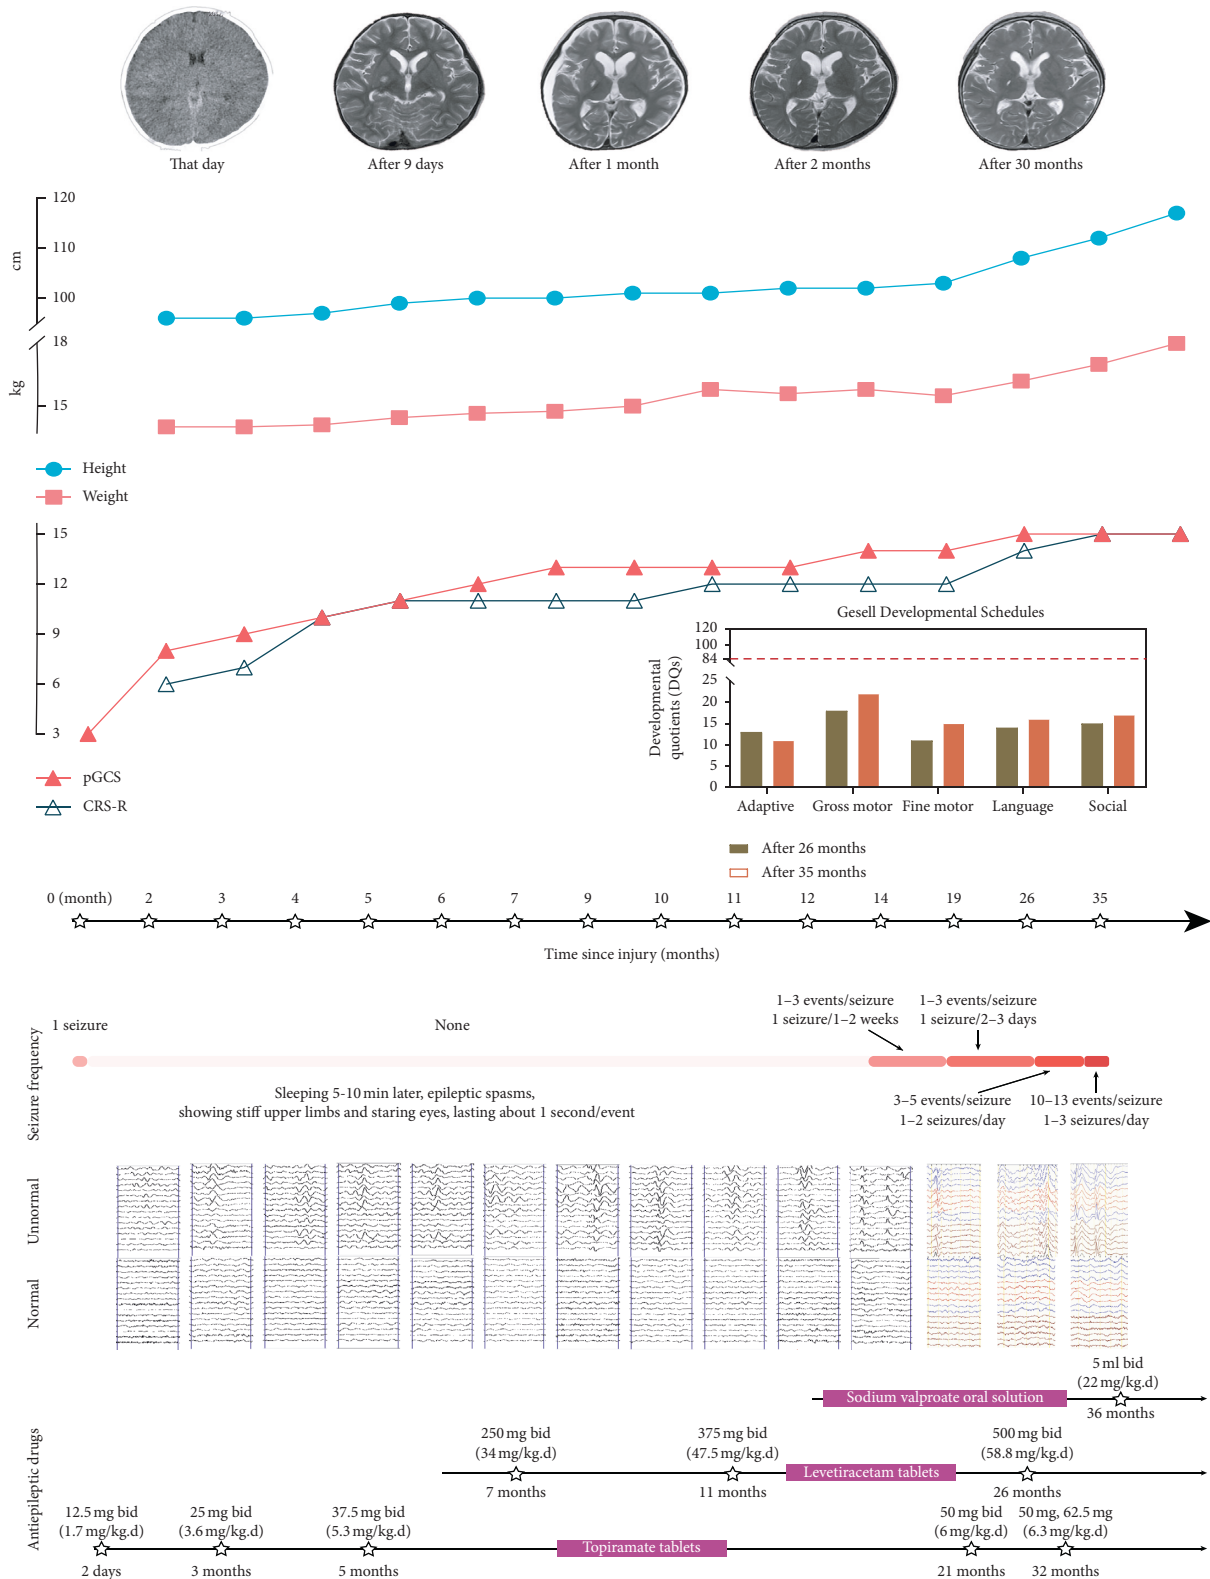 That day
After 9 days
After 1 month
After 2 months
After 30 months
120
110
100
cm
18
15
kg
Height
Weight
15
12
9
6
3
pGCS
CRS-R
Gesell Developmental Schedules
120
100
84
25
20
15
10
5
0
Developmental
quotients (DQs)
Adaptive
Gross motor
Fine motor
Language
Social
After 26 months
After 35 months
0 (month)
2
3
4
5
6
7
9
10
11
12
14
19
26
35
Time since injury (months)
Seizure frequency
1 seizure
None
1–3 events/seizure
1 seizure/1–2 weeks
1–3 events/seizure
1 seizure/2–3 days
Sleeping 5-10 min later, epileptic spasms,
showing stiff upper limbs and staring eyes, lasting about 1 second/event
3–5 events/seizure
1–2 seizures/day
10–13 events/seizure
1–3 seizures/day
Unnormal
Normal
Antiepileptic drugs
Sodium valproate oral solution
5 ml bid
(22 mg/kg.d)
36 months
250 mg bid
(34 mg/kg.d)
7 months
375 mg bid
(47.5 mg/kg.d)
11 months
Levetiracetam tablets
500 mg bid
(58.8 mg/kg.d)
26 months
12.5 mg bid
(1.7 mg/kg.d)
2 days
25 mg bid
(3.6 mg/kg.d)
3 months
37.5 mg bid
(5.3 mg/kg.d)
5 months
Topiramate tablets
50 mg bid
(6 mg/kg.d)
21 months
50 mg, 62.5 mg
(6.3 mg/kg.d)
32 months